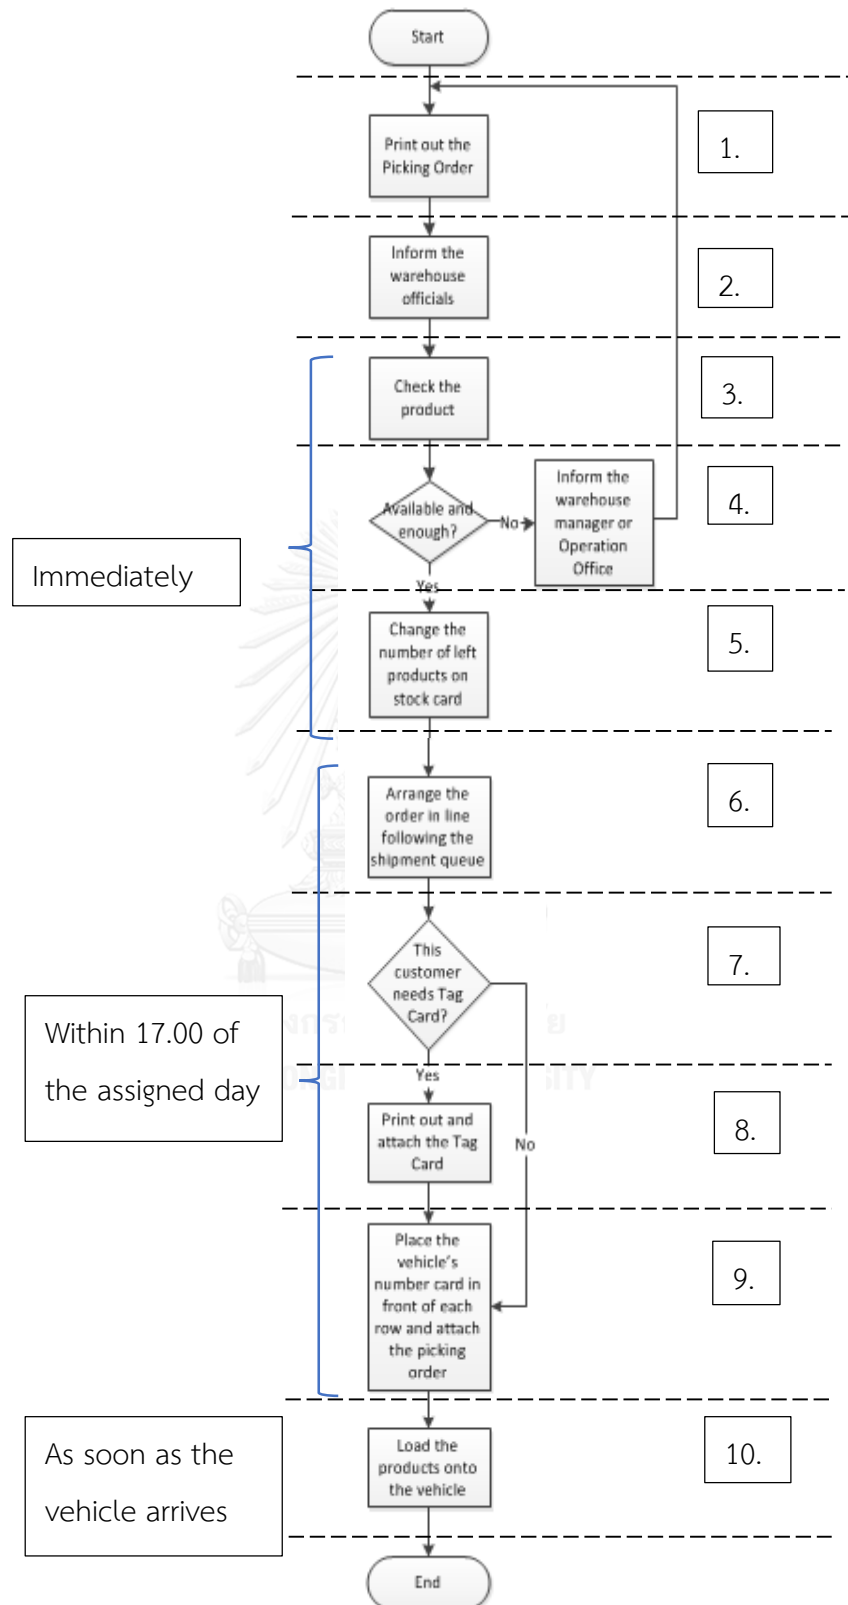 Start
Print out the
Picking Order
1.
Inform the
warehouse
officials
2.
Check the
product
3.
Available and
enough?
No
Inform the
warehouse
manager or
Operation
Office
4.
Immediately
Yes
Change the
number of left
products on
stock card
5.
Arrange the
order in line
following the
shipment queue
6.
This
customer
needs Tag
Card?
7.
Within 17.00 of
the assigned day
Yes
Print out and
attach the Tag
Card
No
8.
Place the
vehicle's
number card in
front of each
row and attach
the picking
order
9.
As soon as the
vehicle arrives
Load the
products onto
the vehicle
10.
End